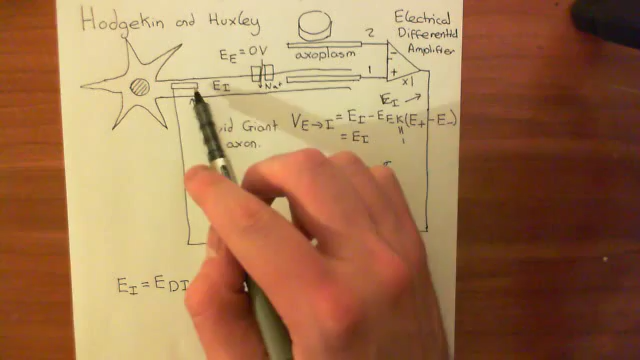 Hodgekin and Huxley
Electrical
Differential
Amplifier
2
E_E = 0V
axoplasm
1
-
+
x1
E_I
Na+
E_I
Giant
axon.
V_E→I = E_I - E_E
K(E+ - E-)
= E_I
E_I = E_DI